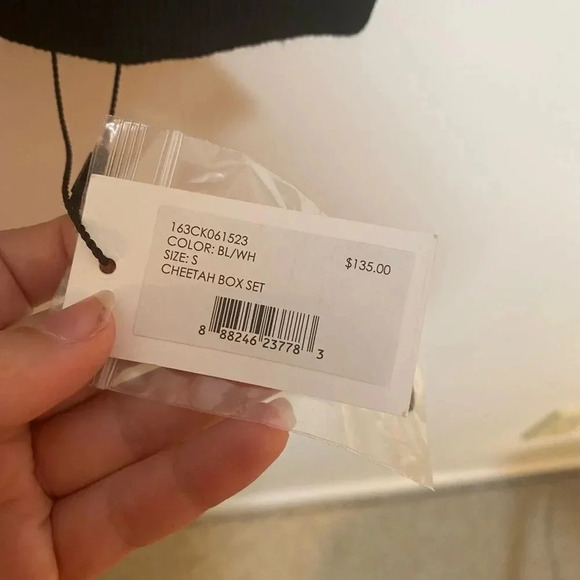 163CK061523
COLOR: BL/WH
SIZE: S
CHEETAH BOX SET
$135.00
8 88246 23778 3